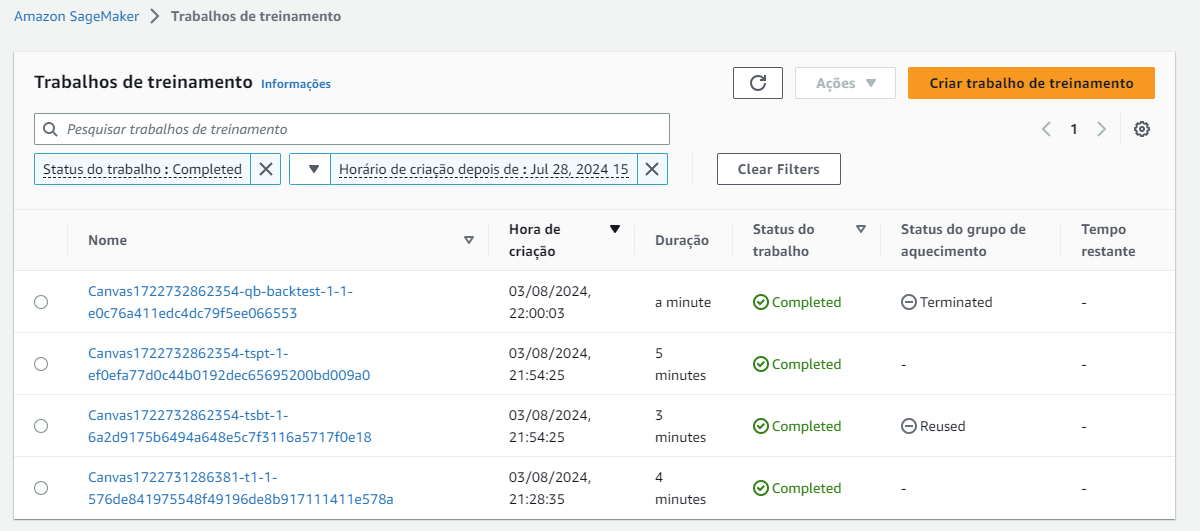 Amazon SageMaker > Trabalhos de treinamento
Trabalhos de treinamento Informações
Ações
Criar trabalho de treinamento
Pesquisar trabalhos de treinamento
1
Status do trabalho : Completed
Horário de criação depois de : Jul 28, 2024 15
Clear Filters
Nome
Hora de
criação
Duração
Status do
trabalho
Status do grupo de
aquecimento
Tempo
restante
Canvas1722732862354-qb-backtest-1-1-
e0c76a411edc4dc79f5ee066553
03/08/2024,
22:00:03
a minute
Completed
Terminated
-
Canvas1722732862354-tspt-1-
ef0efa77d0c44b0192dec65695200bd009a0
03/08/2024,
21:54:25
5
minutes
Completed
-
-
Canvas1722732862354-tsbt-1-
6a2d9175b6494a648e5c7f3116a5717f0e18
03/08/2024,
21:54:25
3
minutes
Completed
Reused
-
Canvas1722731286381-t1-1-
576de841975548f49196de8b917111411e578a
03/08/2024,
21:28:35
4
minutes
Completed
-
-